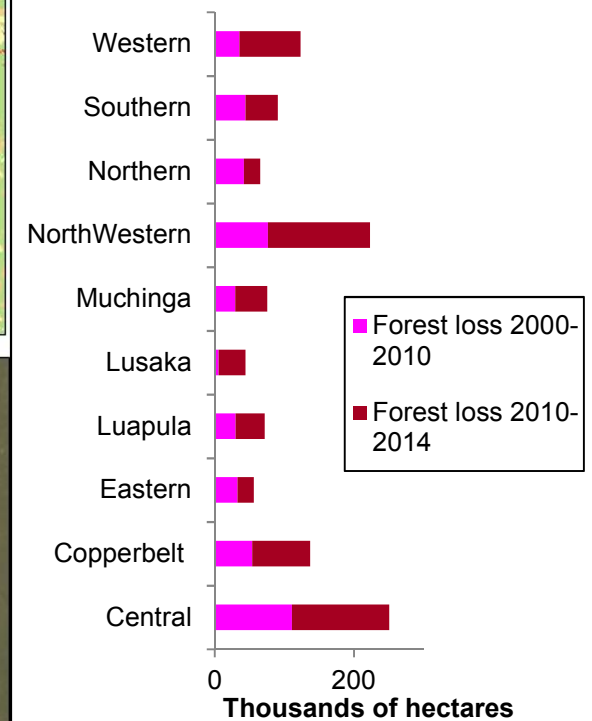 Western
Southern
Northern
NorthWestern
Muchinga
Lusaka
Luapula
Eastern
Copperbelt
Central
Forest loss 2000-
2010
Forest loss 2010-
2014
0 200
Thousands of hectares